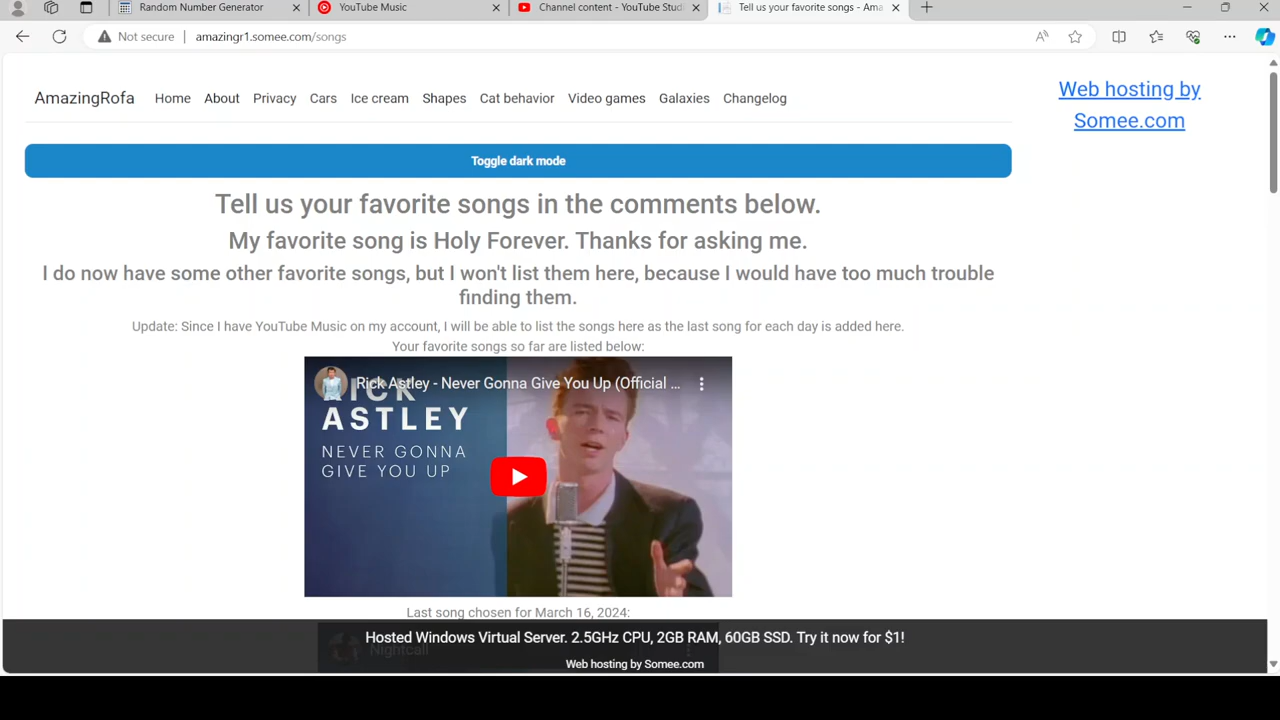 Random Number Generator
YouTube Music
Channel content - YouTube Stud
Tell us your favorite songs - Ama
Not secure
amazingr1.somee.com/songs
AmazingRofa Home About Privacy Cars Ice cream Shapes Cat behavior Video games Galaxies Changelog
Web hosting by
Somee.com
Toggle dark mode
Tell us your favorite songs in the comments below.
My favorite song is Holy Forever. Thanks for asking me.
I do now have some other favorite songs, but I won't list them here, because I would have too much trouble
finding them.
Update: Since I have YouTube Music on my account, I will be able to list the songs here as the last song for each day is added here.
Your favorite songs so far are listed below:
Rick Astley - Never Gonna Give You Up (Official ...
RICK
ASTLEY
NEVER GONNA
GIVE YOU UP
Last song chosen for March 16, 2024:
Nightcall
Hosted Windows Virtual Server. 2.5GHz CPU, 2GB RAM, 60GB SSD. Try it now for $1!
Web hosting by Somee.com